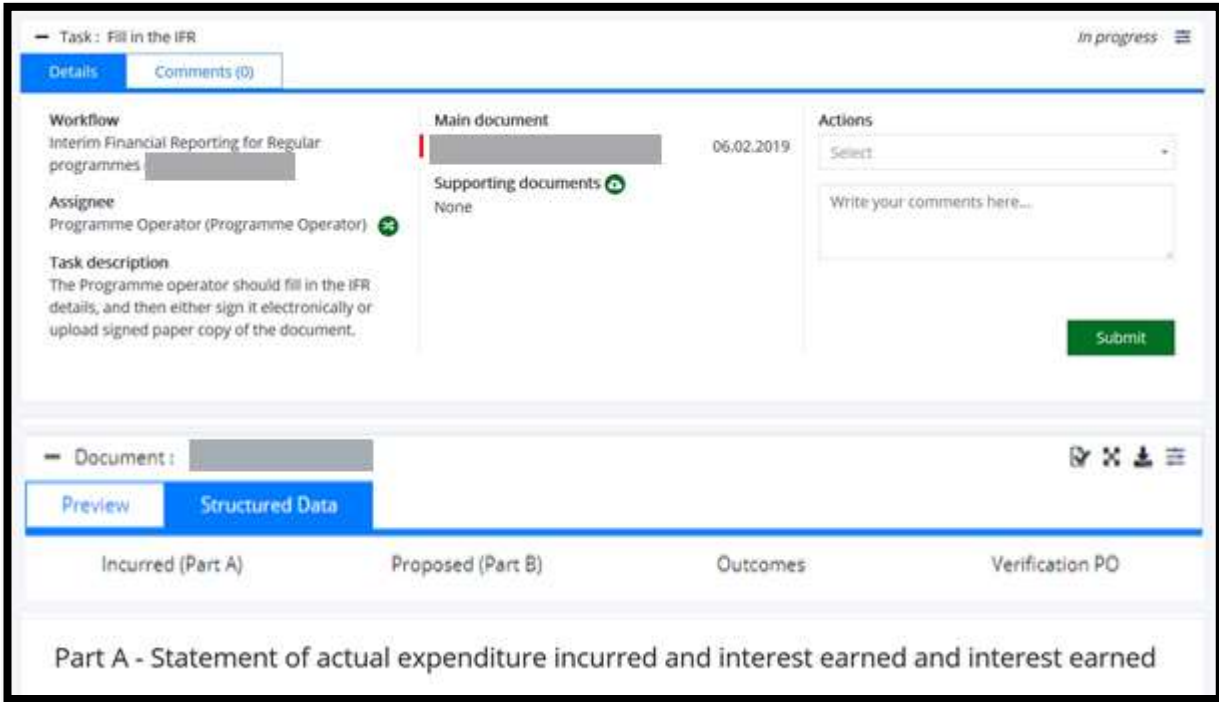 Task : Fill in the IFR
In progress
Details
Comments (0)
Workflow
Interim Financial Reporting for Regular
programmes
Assignee
Programme Operator (Programme Operator)
Task description
The Programme operator should fill in the IFR
details, and then either sign it electronically or
upload signed paper copy of the document.
Main document
06.02.2019
Supporting documents
None
Actions
Select
Write your comments here...
Submit
Document :
Preview
Structured Data
Incurred (Part A)
Proposed (Part B)
Outcomes
Verification PO
Part A - Statement of actual expenditure incurred and interest earned and interest earned